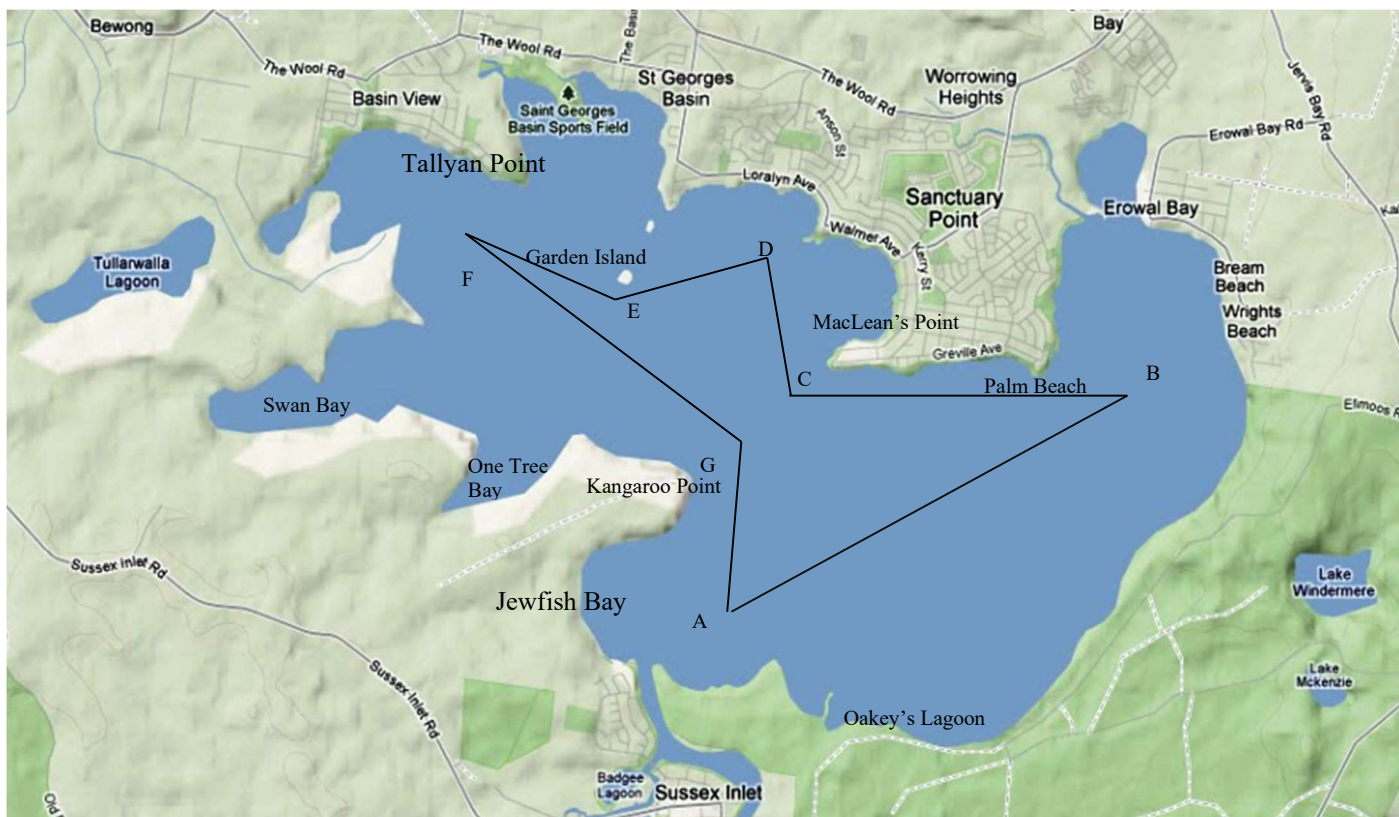 Bewong
Bay
The Wool Rd
The Wool Rd
The Basin
St Georges
Basin
The Wool Rd
Worrowing
Heights
Jervis Bay Rd
Basin View
Saint Georges
Basin Sports Field
Anson St
Erowal Bay Rd
Tallyan Point
Loralyn Ave
Sanctuary
Point
Erowal Bay
Walmer Ave
Kerry St
Tullarwalla
Lagoon
Garden Island
D
F
E
Bream
Beach
Wrights
Beach
MacLean's Point
Greville Ave
C
Palm Beach
B
Swan Bay
Elmoos R
One Tree
Bay
G
Kangaroo Point
Sussex Inlet Rd
Jewfish Bay
A
Lake
Windermere
Sussex Inlet Rd
Lake
Mckenzie
Oakey's Lagoon
Badgee
Lagoon
Sussex Inlet
Old